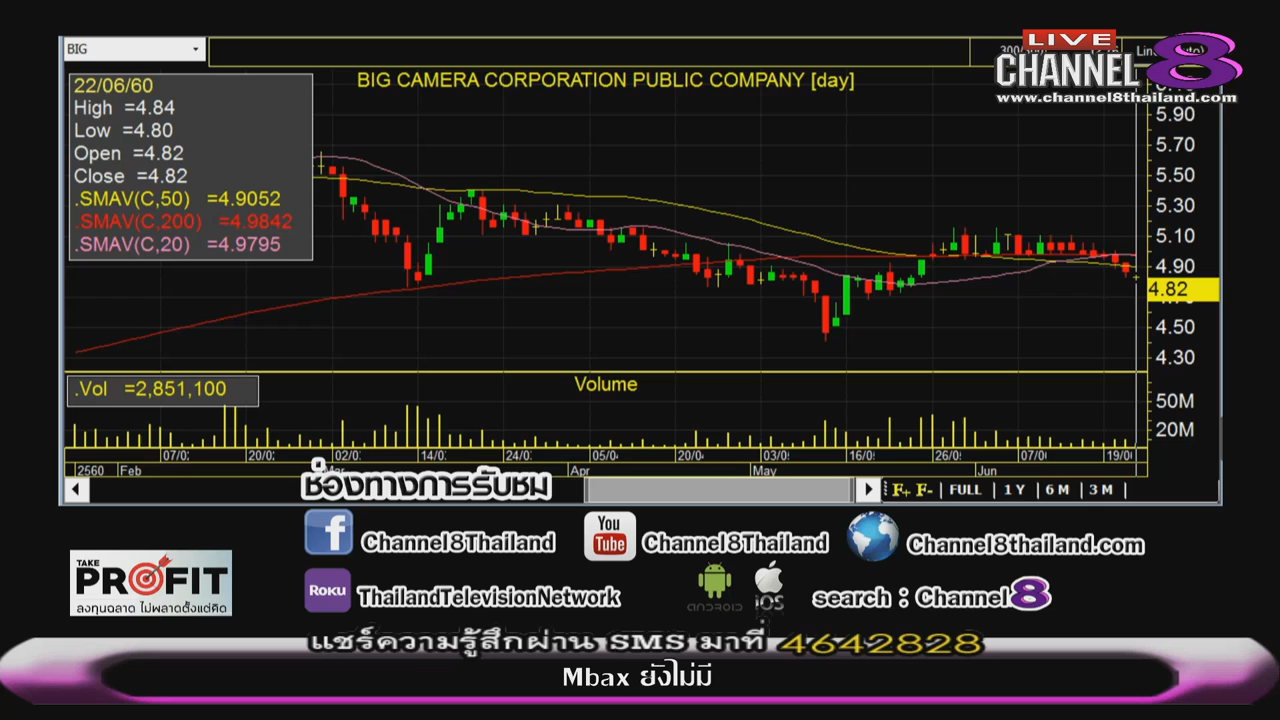 BIG
LIVE
CHANNEL 8
www.channel8thailand.com
BIG CAMERA CORPORATION PUBLIC COMPANY [day]
22/06/60
High =4.84
Low =4.80
Open =4.82
Close =4.82
.SMAV(C,50) =4.9052
.SMAV(C,200) =4.9842
.SMAV(C,20) =4.9795
5.90
5.70
5.50
5.30
5.10
4.90
4.82
4.50
4.30
.Vol =2,851,100
Volume
50M
20M
07/0 20/0 02/0 14/0 24/0 05/0 20/0 03/0 16/0 26/0 07/0 19/0
2560 Feb Mar Apr May Jun
F+ F- | FULL | 1 Y | 6 M | 3 M |
ช่องทางการรับชม
Channel8Thailand
You Tube
Channel8Thailand
Channel8thailand.com
TAKE PROFIT
ลงทุนฉลาด ไม่พลาดตั้งแต่คิด
ROKU
ThailandTelevisionNetwork
ANDROID
iOS
search : Channel8
แชร์ความรู้สึกผ่าน SMS มาที่ 4642828
Mbax ยังไม่มี